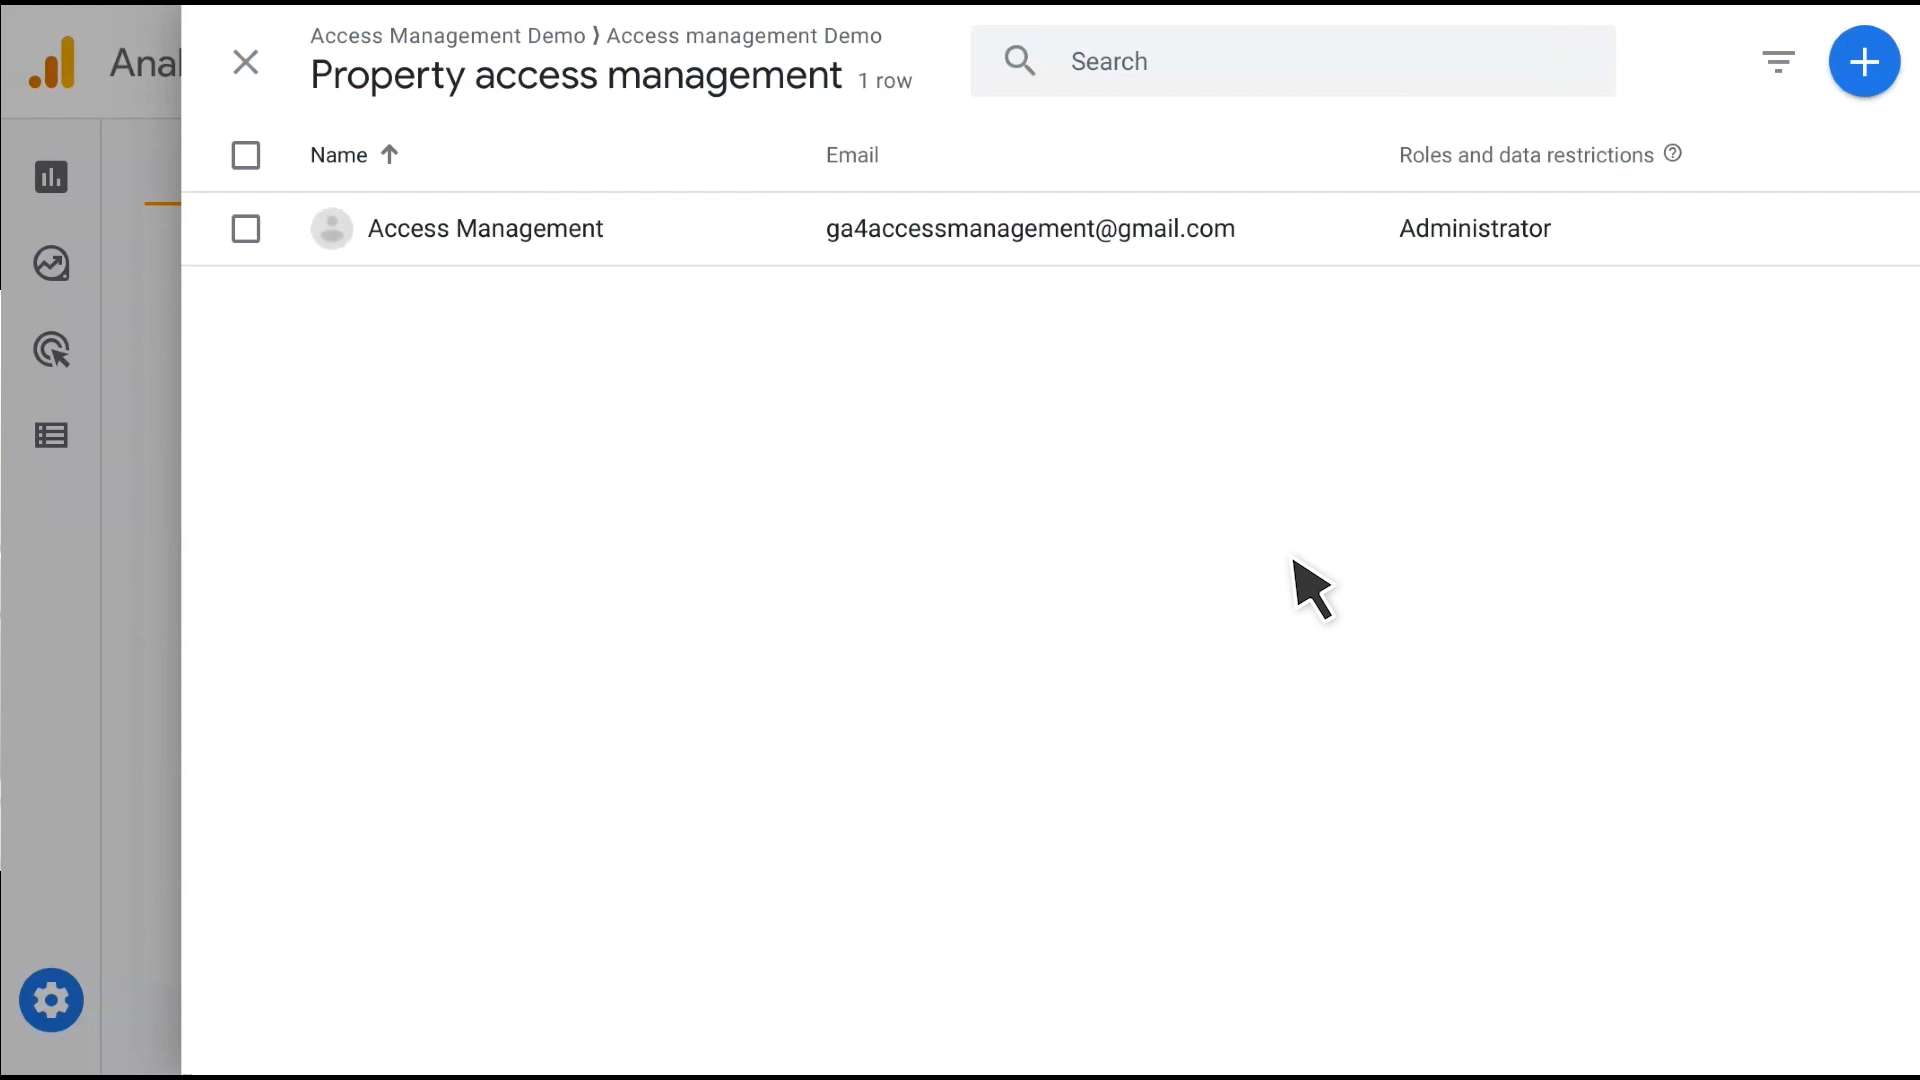 Anal
Access Management Demo ⟩ Access management Demo
Property access management 1 row
Search
Name
Email
Roles and data restrictions
Access Management
ga4accessmanagement@gmail.com
Administrator